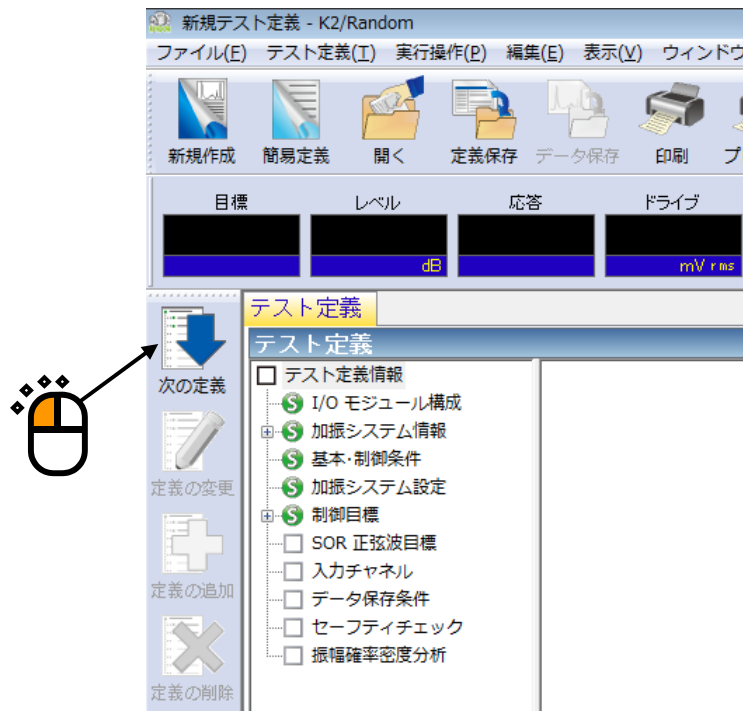 新規テスト定義 - K2/Random
ファイル(F) テスト定義(T) 実行操作(P) 編集(E) 表示(V) ウィンドウ
新規作成 簡易定義 開く 定義保存 データ保存 印刷 プ
目標 レベル 応答 ドライブ
dB mV rms
テスト定義
テスト定義
次の定義
定義の変更
定義の追加
定義の削除
テスト定義情報
I/O モジュール構成
加振システム情報
基本・制御条件
加振システム設定
制御目標
SOR 正弦波目標
入力チャネル
データ保存条件
セーフティチェック
振幅確率密度分析